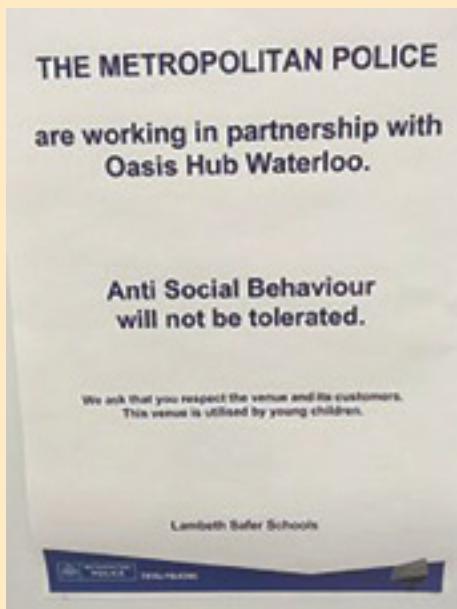 THE METROPOLITAN POLICE
are working in partnership with
Oasis Hub Waterloo.
Anti Social Behaviour
will not be tolerated.
We ask that you respect the venue and its customers.
This venue is utilised by young children.
Lambeth Safer Schools
METROPOLITAN
POLICE